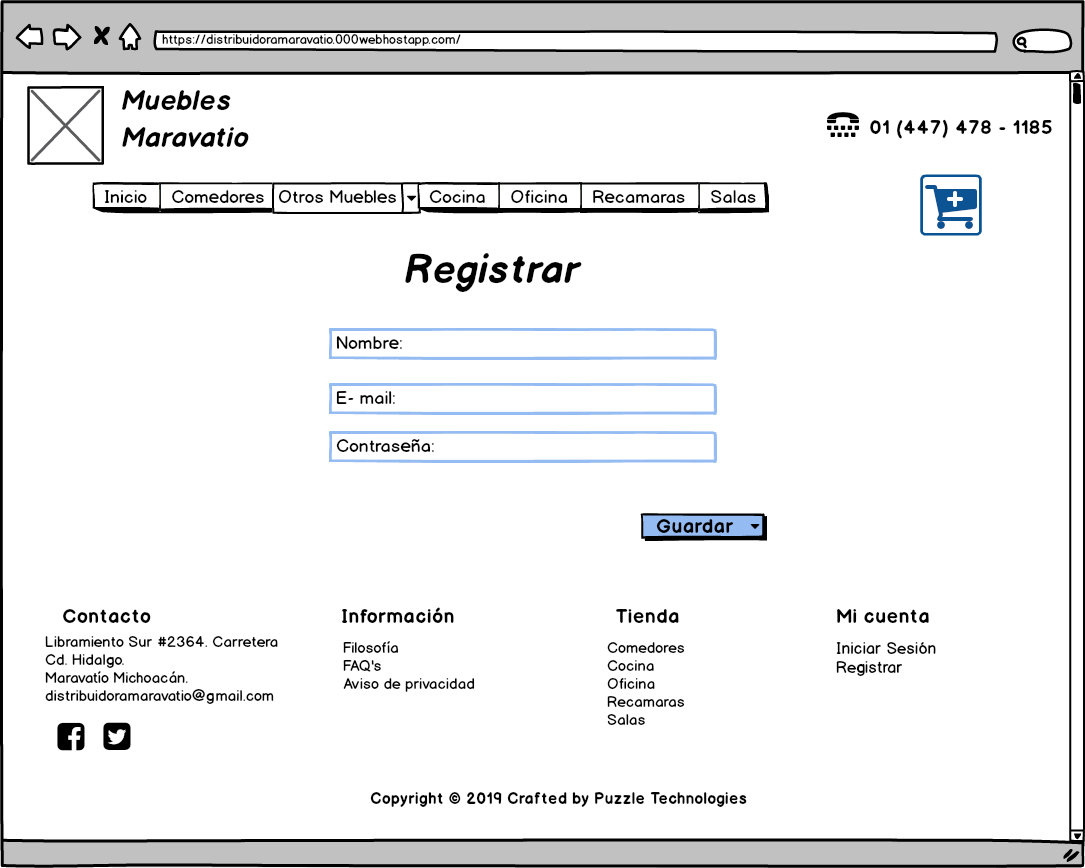 https://distribuidoramaravatio.000webhostapp.com/
Muebles
Maravatio
01 (447) 478 - 1185
Inicio Comedores Otros Muebles Cocina Oficina Recamaras Salas
Registrar
Nombre:
E- mail:
Contraseña:
Guardar
Contacto
Libramiento Sur #2364. Carretera
Cd. Hidalgo.
Maravatío Michoacán.
distribuidoramaravatio@gmail.com
Información
Filosofía
FAQ's
Aviso de privacidad
Tienda
Comedores
Cocina
Oficina
Recamaras
Salas
Mi cuenta
Iniciar Sesión
Registrar
Copyright © 2019 Crafted by Puzzle Technologies